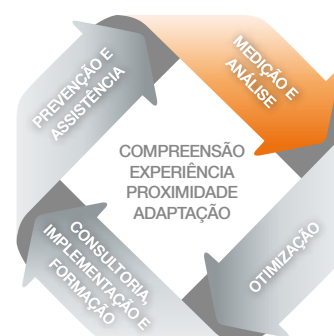 PREVENÇÃO E
ASSISTÊNCIA
MEDIÇÃO E
ANÁLISE
COMPREENSÃO
EXPERIÊNCIA
PROXIMIDADE
ADAPTAÇÃO
CONSULTORIA,
IMPLEMENTAÇÃO E
FORMAÇÃO
OTIMIZAÇÃO